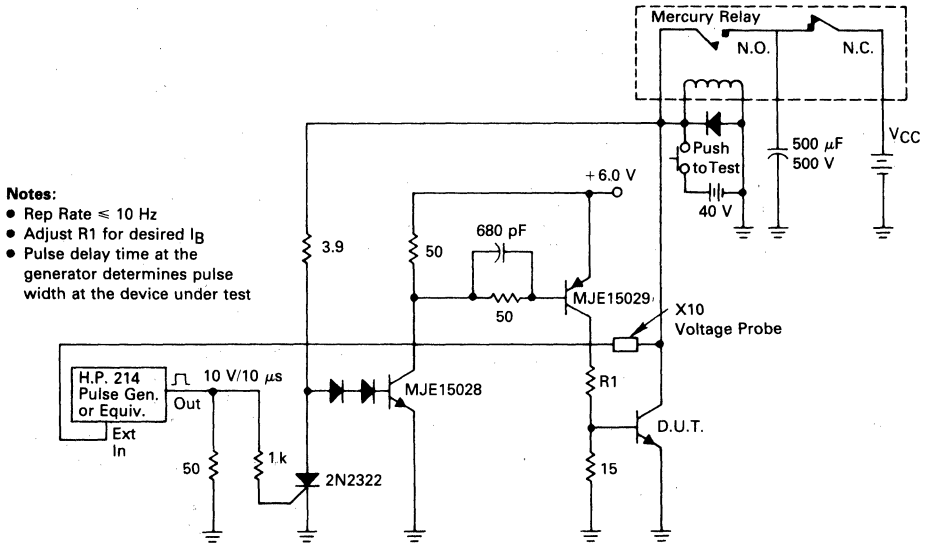 Mercury Relay
N.O.
N.C.
Push
to Test
500 μF
500 V
VCC
40 V
+6.0 V
Notes:
● Rep Rate ≤ 10 Hz
● Adjust R1 for desired IB
● Pulse delay time at the
generator determines pulse
width at the device under test
3.9
50
680 pF
50
MJE15029
X10
Voltage Probe
H.P. 214
Pulse Gen.
or Equiv.
10 V/10 μs
Out
Ext
In
MJE15028
R1
D.U.T.
50
1k
2N2322
15